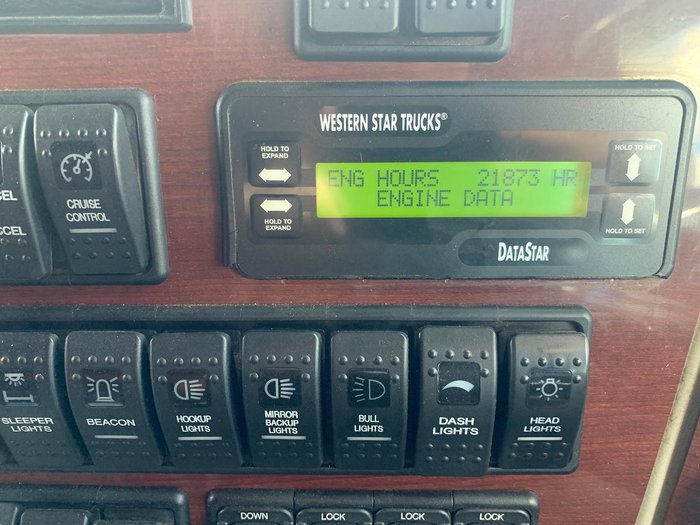 WESTERN STAR TRUCKS®
HOLD TO
EXPAND
HOLD TO SET
ENG HOURS 21873 HR
ENGINE DATA
HOLD TO
EXPAND
HOLD TO SET
DATASTAR
CRUISE
CONTROL
CEL
CCEL
SLEEPER
LIGHTS
BEACON
HOOKUP
LIGHTS
MIRROR
BACKUP
LIGHTS
BULL
LIGHTS
DASH
LIGHTS
HEAD
LIGHTS
DOWN
LOCK
LOCK
LOCK